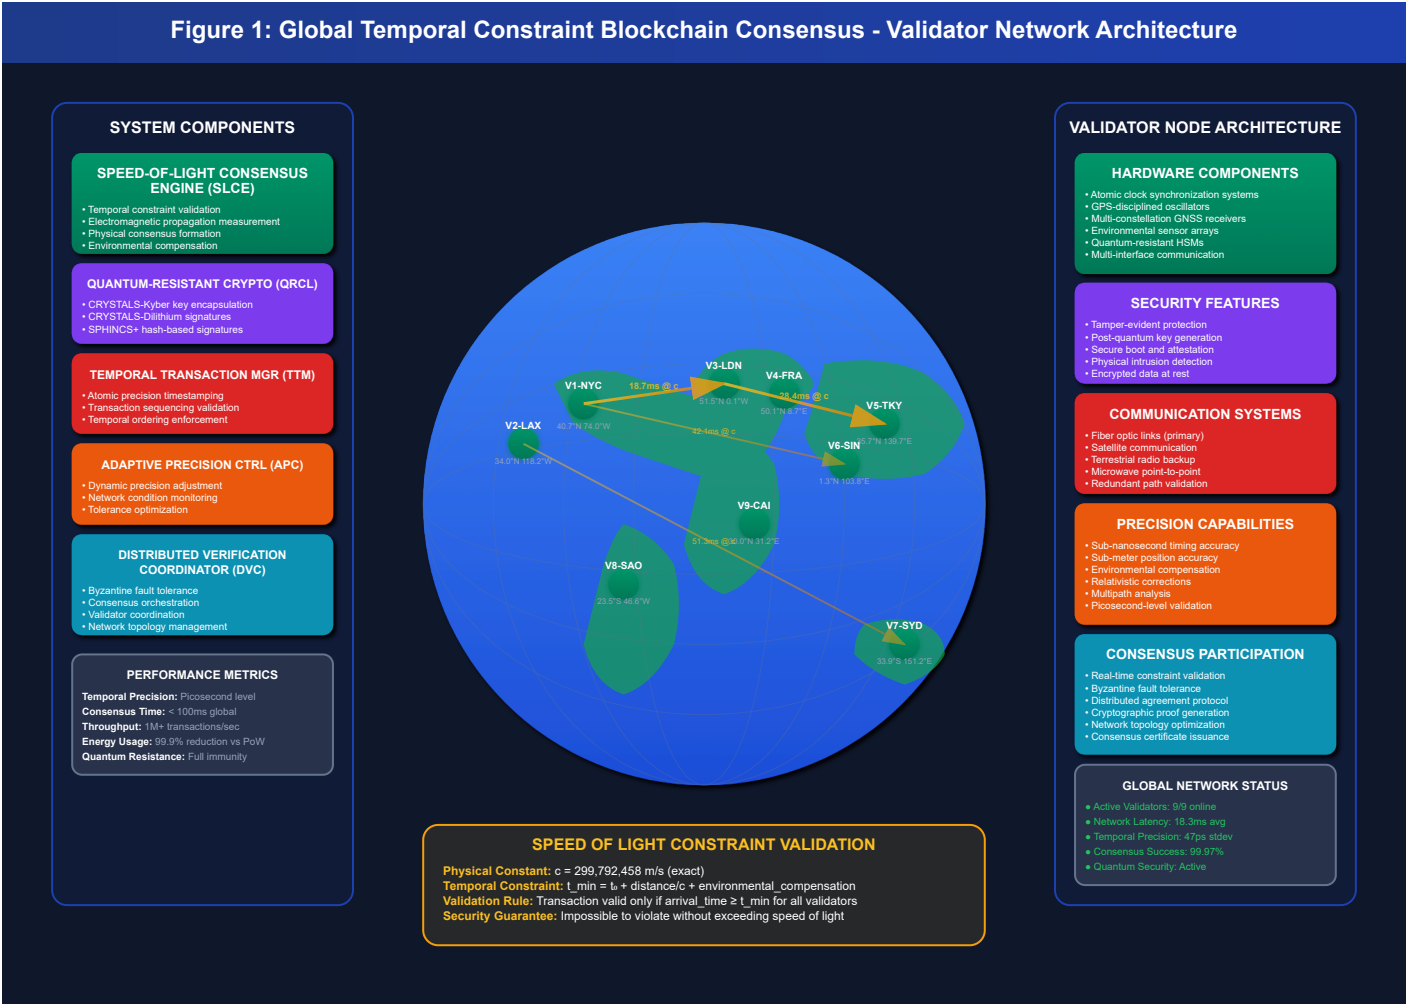 Figure 1: Global Temporal Constraint Blockchain Consensus - Validator Network Architecture
SYSTEM COMPONENTS
SPEED-OF-LIGHT CONSENSUS
ENGINE (SLCE)
• Temporal constraint validation
• Electromagnetic propagation measurement
• Physical consensus formation
• Environmental compensation
QUANTUM-RESISTANT CRYPTO (QRCL)
• CRYSTALS-Kyber key encapsulation
• CRYSTALS-Dilithium signatures
• SPHINCS+ hash-based signatures
TEMPORAL TRANSACTION MGR (TTM)
• Atomic precision timestamping
• Transaction sequencing validation
• Temporal ordering enforcement
ADAPTIVE PRECISION CTRL (APC)
• Dynamic precision adjustment
• Network condition monitoring
• Tolerance optimization
DISTRIBUTED VERIFICATION
COORDINATOR (DVC)
• Byzantine fault tolerance
• Consensus orchestration
• Validator coordination
• Network topology management
PERFORMANCE METRICS
Temporal Precision: Picosecond level
Consensus Time: < 100ms global
Throughput: 1M+ transactions/sec
Energy Usage: 99.9% reduction vs PoW
Quantum Resistance: Full immunity
V3-LDN
51.5°N 0.1°W
V4-FRA
50.1°N 8.7°E
V1-NYC
40.7°N 74.0°W
18.7ms @ c
28.4ms @ c
V5-TKY
35.7°N 139.7°E
V2-LAX
34.0°N 118.2°W
42.1ms @ c
V6-SIN
1.3°N 103.8°E
V9-CAI
30.0°N 31.2°E
51.3ms @ c
V8-SAO
23.5°S 46.6°W
V7-SYD
33.9°S 151.2°E
SPEED OF LIGHT CONSTRAINT VALIDATION
Physical Constant: c = 299,792,458 m/s (exact)
Temporal Constraint: t_min = t₀ + distance/c + environmental_compensation
Validation Rule: Transaction valid only if arrival_time ≥ t_min for all validators
Security Guarantee: Impossible to violate without exceeding speed of light
VALIDATOR NODE ARCHITECTURE
HARDWARE COMPONENTS
• Atomic clock synchronization systems
• GPS-disciplined oscillators
• Multi-constellation GNSS receivers
• Environmental sensor arrays
• Quantum-resistant HSMs
• Multi-interface communication
SECURITY FEATURES
• Tamper-evident protection
• Post-quantum key generation
• Secure boot and attestation
• Physical intrusion detection
• Encrypted data at rest
COMMUNICATION SYSTEMS
• Fiber optic links (primary)
• Satellite communication
• Terrestrial radio backup
• Microwave point-to-point
• Redundant path validation
PRECISION CAPABILITIES
• Sub-nanosecond timing accuracy
• Sub-meter position accuracy
• Environmental compensation
• Relativistic corrections
• Multipath analysis
• Picosecond-level validation
CONSENSUS PARTICIPATION
• Real-time constraint validation
• Byzantine fault tolerance
• Distributed agreement protocol
• Cryptographic proof generation
• Network topology optimization
• Consensus certificate issuance
GLOBAL NETWORK STATUS
● Active Validators: 9/9 online
● Network Latency: 18.3ms avg
● Temporal Precision: 47ps stdev
● Consensus Success: 99.97%
● Quantum Security: Active